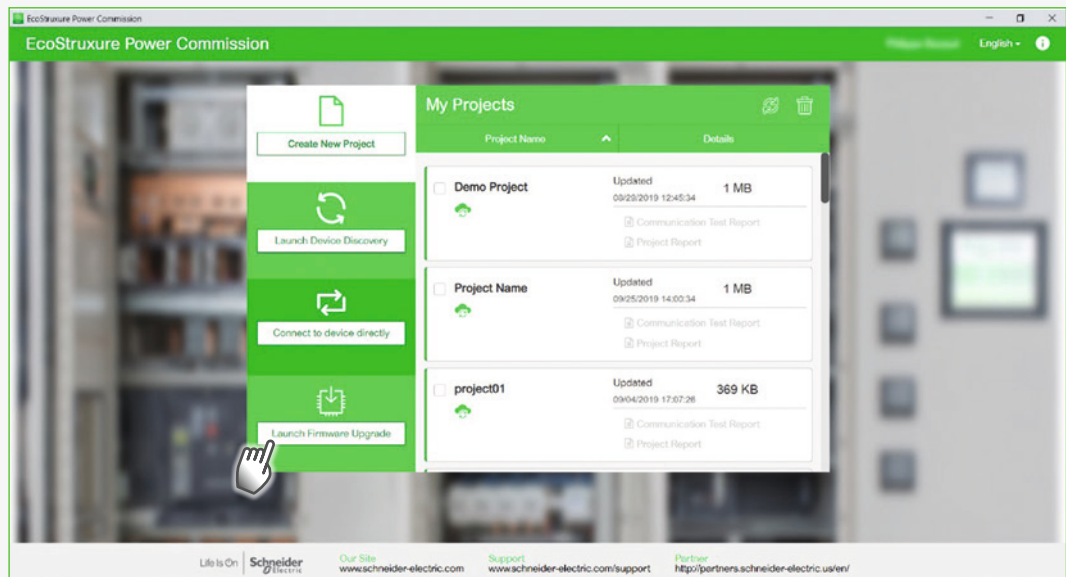 EcoStruxure Power Commission
EcoStruxure Power Commission
English
Create New Project
Launch Device Discovery
Connect to device directly
Launch Firmware Upgrade
My Projects
Project Name Details
Demo Project
Updated
08/29/2019 12:45:34
1 MB
Communication Test Report
Project Report
Project Name
Updated
09/25/2019 14:00:34
1 MB
Communication Test Report
Project Report
project01
Updated
09/04/2019 17:07:26
369 KB
Communication Test Report
Project Report
Life Is On Schneider Electric
Our Site
www.schneider-electric.com
Support
www.schneider-electric.com/support
Partner
http://partners.schneider-electric.us/en/